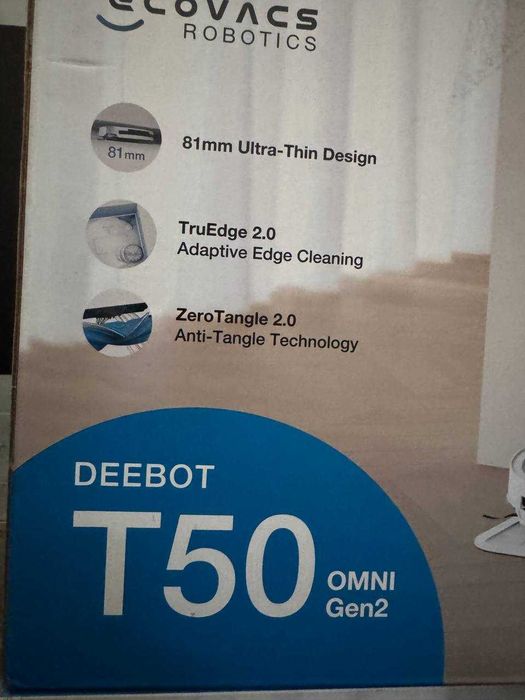 ECOVACS
ROBOTICS
81mm
81mm Ultra-Thin Design
TruEdge 2.0
Adaptive Edge Cleaning
ZeroTangle 2.0
Anti-Tangle Technology
DEEBOT
T50
OMNI
Gen2